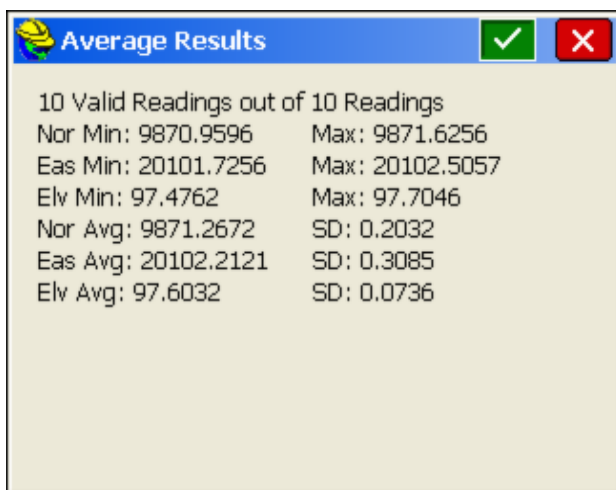 Average Results
10 Valid Readings out of 10 Readings
Nor Min: 9870.9596 Max: 9871.6256
Eas Min: 20101.7256 Max: 20102.5057
Elv Min: 97.4762 Max: 97.7046
Nor Avg: 9871.2672 SD: 0.2032
Eas Avg: 20102.2121 SD: 0.3085
Elv Avg: 97.6032 SD: 0.0736